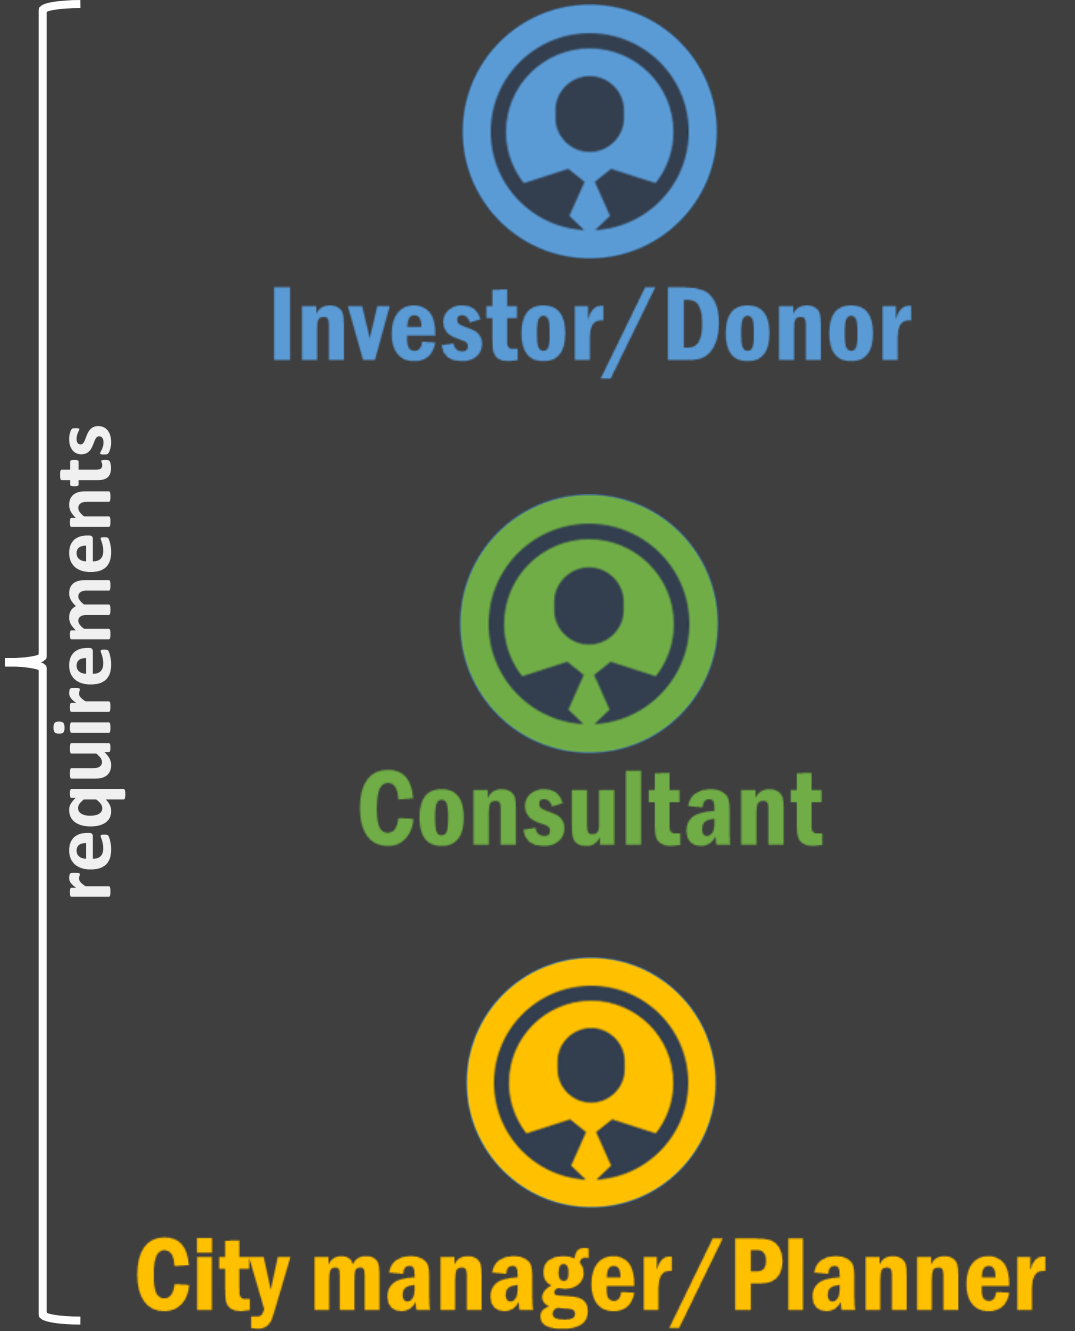 Investor/Donor
requirements
Consultant
City manager/Planner